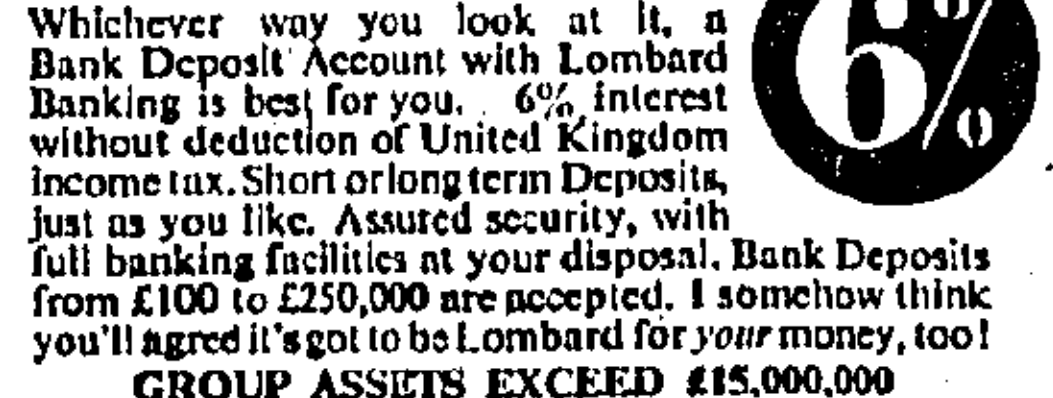 Whichever way you look at it, a
Bank Deposit Account with Lombard
Banking is best for you. 6% interest
without deduction of United Kingdom
income tax. Short or long term Deposits,
just as you like. Assured security, with
full banking facilities at your disposal. Bank Deposits
from £100 to £250,000 are accepted. I somehow think
you'll agred it's got to be Lombard for your money, too!
GROUP ASSETS EXCEED £15,000,000
6%